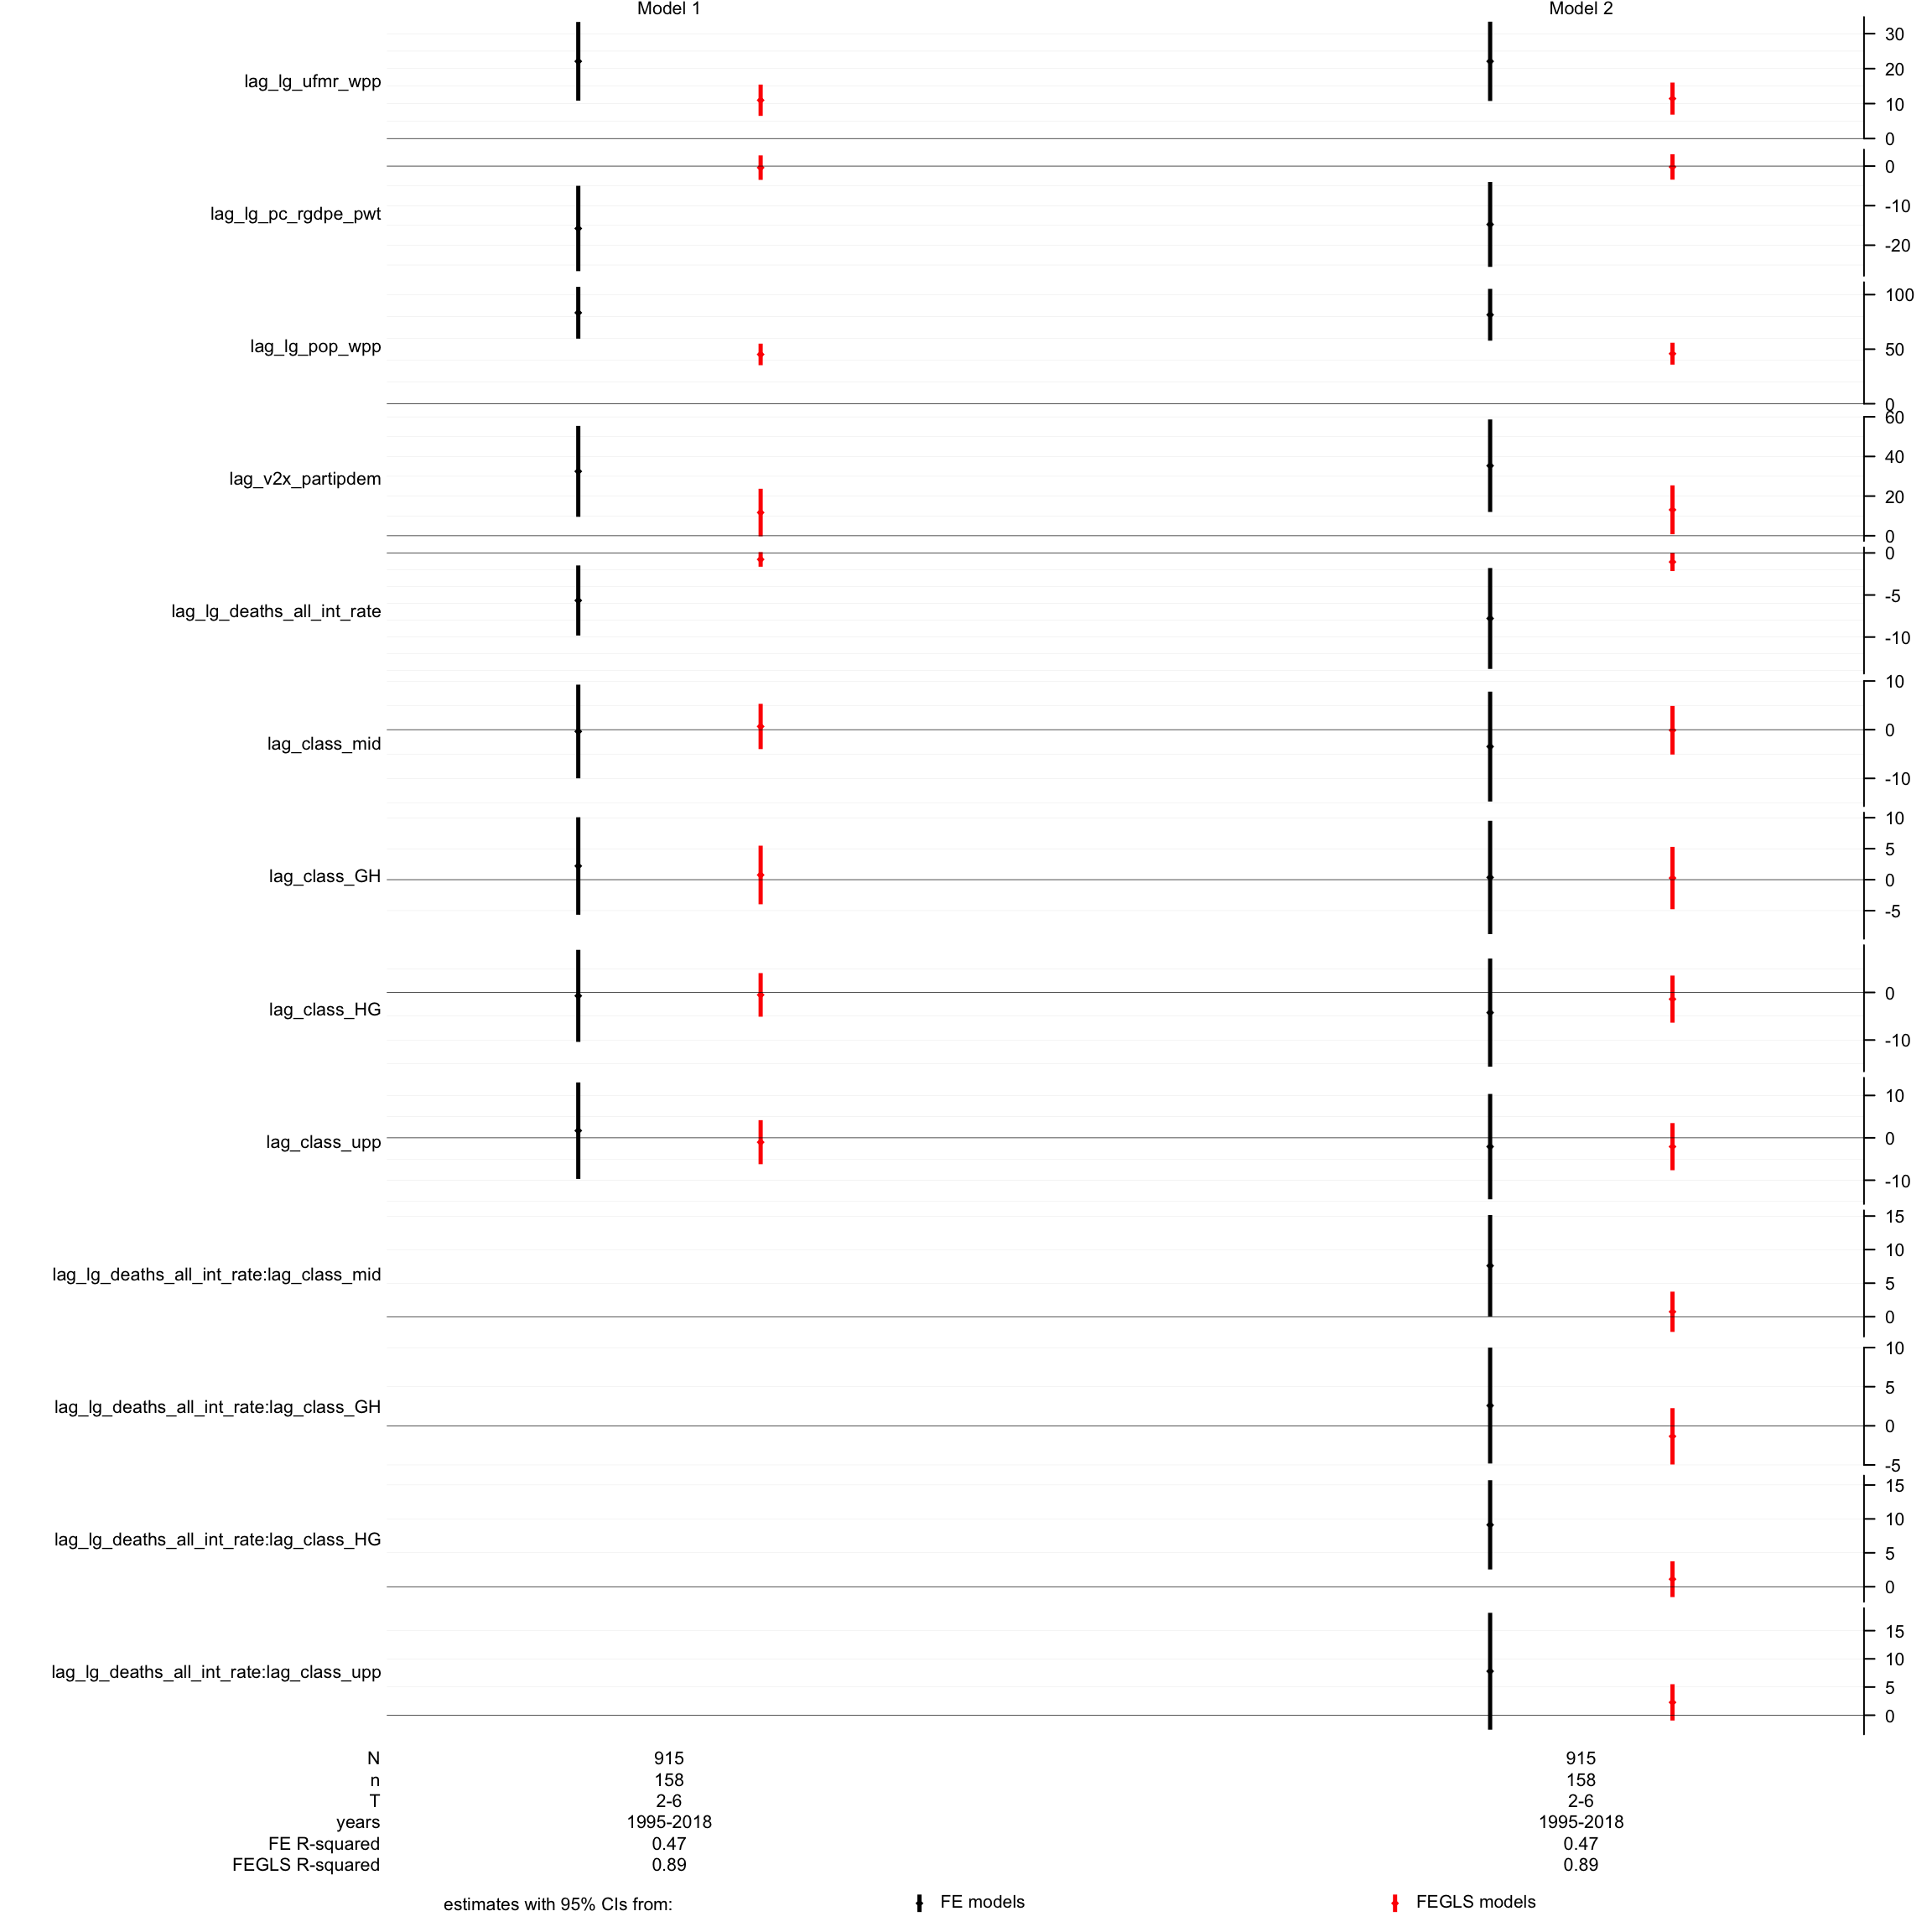 Model 1 Model 2
lag_lg_ufmr_wpp
30
20
10
0
lag_lg_pc_rgdpe_pwt
0
-10
-20
lag_lg_pop_wpp
100
50
0
lag_v2x_partipdem
60
40
20
0
lag_lg_deaths_all_int_rate
0
-5
-10
lag_class_mid
10
0
-10
lag_class_GH
10
5
0
-5
lag_class_HG
0
-10
lag_class_upp
10
0
-10
lag_lg_deaths_all_int_rate:lag_class_mid
15
10
5
0
lag_lg_deaths_all_int_rate:lag_class_GH
10
5
0
-5
lag_lg_deaths_all_int_rate:lag_class_HG
15
10
5
0
lag_lg_deaths_all_int_rate:lag_class_upp
15
10
5
0
N 915 915
n 158 158
T 2-6 2-6
years 1995-2018 1995-2018
FE R-squared 0.47 0.47
FEGLS R-squared 0.89 0.89
estimates with 95% CIs from: FE models FEGLS models